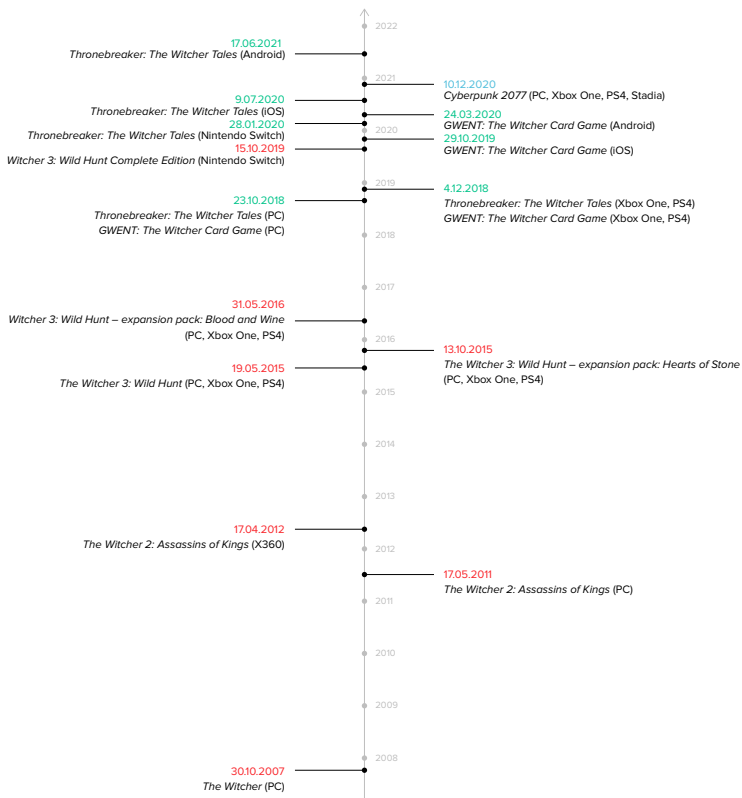 2022
17.06.2021
Thronebreaker: The Witcher Tales (Android)
2021
10.12.2020
Cyberpunk 2077 (PC, Xbox One, PS4, Stadia)
9.07.2020
Thronebreaker: The Witcher Tales (iOS)
24.03.2020
GWENT: The Witcher Card Game (Android)
28.01.2020
Thronebreaker: The Witcher Tales (Nintendo Switch)
2020
29.10.2019
GWENT: The Witcher Card Game (iOS)
15.10.2019
Witcher 3: Wild Hunt Complete Edition (Nintendo Switch)
2019
4.12.2018
Thronebreaker: The Witcher Tales (Xbox One, PS4)
GWENT: The Witcher Card Game (Xbox One, PS4)
23.10.2018
Thronebreaker: The Witcher Tales (PC)
GWENT: The Witcher Card Game (PC)
2018
2017
31.05.2016
Witcher 3: Wild Hunt – expansion pack: Blood and Wine
(PC, Xbox One, PS4)
2016
13.10.2015
The Witcher 3: Wild Hunt – expansion pack: Hearts of Stone
(PC, Xbox One, PS4)
19.05.2015
The Witcher 3: Wild Hunt (PC, Xbox One, PS4)
2015
2014
2013
17.04.2012
The Witcher 2: Assassins of Kings (X360)
2012
17.05.2011
The Witcher 2: Assassins of Kings (PC)
2011
2010
2009
2008
30.10.2007
The Witcher (PC)